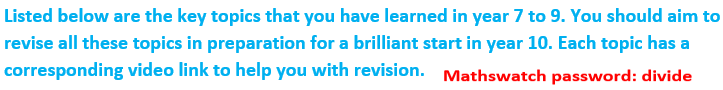 Listed below are the key topics that you have learned in year 7 to 9. You should aim to
revise all these topics in preparation for a brilliant start in year 10. Each topic has a
corresponding video link to help you with revision. Mathswatch password: divide